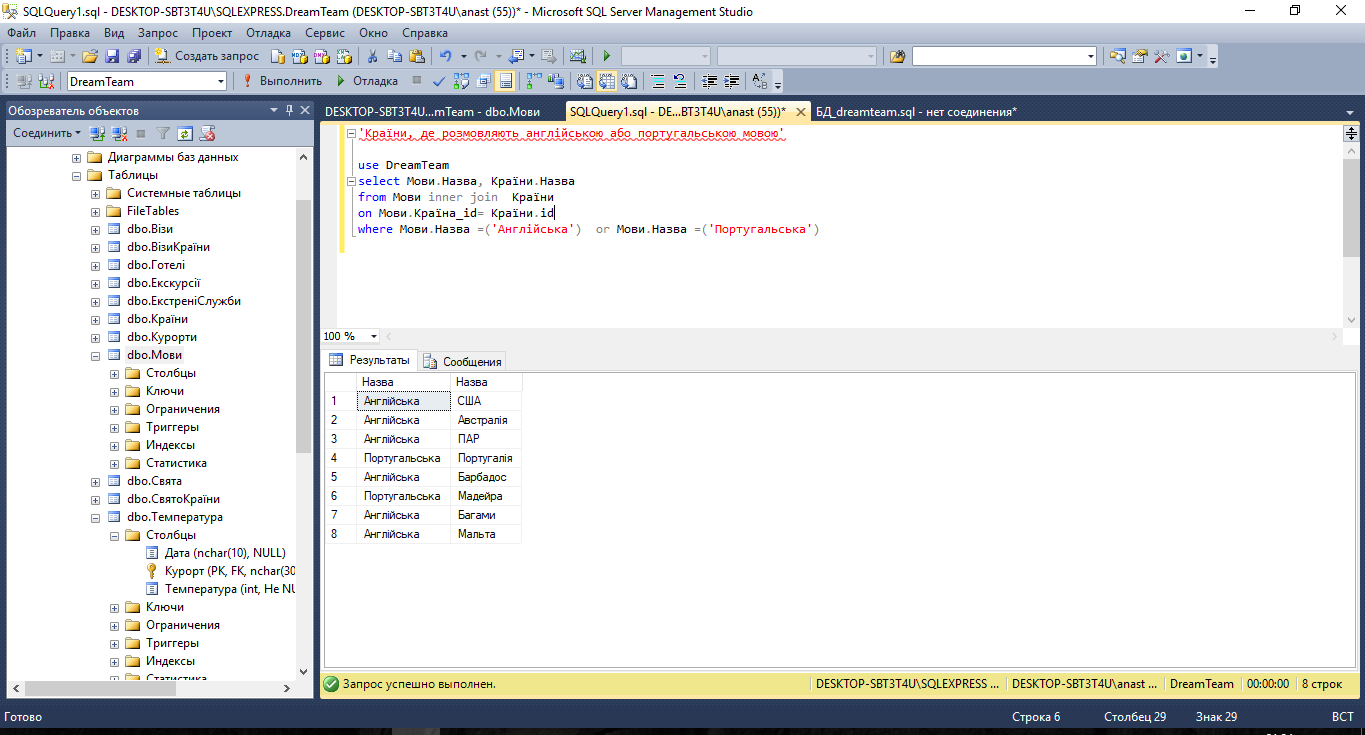 SQLQuery1.sql - DESKTOP-SBT3T4U\SQLEXPRESS.DreamTeam (DESKTOP-SBT3T4U\anast (55))* - Microsoft SQL Server Management Studio
Файл Правка Вид Запрос Проект Отладка Сервис Окно Справка
Создать запрос
DreamTeam Выполнить Отладка
Обозреватель объектов
Соединить
Диаграммы баз данных
Таблицы
Системные таблицы
FileTables
dbo.Візи
dbo.ВізиКраїни
dbo.Готелі
dbo.Екскурсії
dbo.ЕкстреніСлужби
dbo.Країни
dbo.Курорти
dbo.Мови
Столбцы
Ключи
Ограничения
Триггеры
Индексы
Статистика
dbo.Свята
dbo.СвятоКраїни
dbo.Температура
Столбцы
Дата (nchar(10), NULL)
Курорт (PK, FK, nchar(30
Температура (int, Не NU
Ключи
Ограничения
Триггеры
Индексы
Статистика
DESKTOP-SBT3T4U...mTeam - dbo.Мови SQLQuery1.sql - DE...BT3T4U\anast (55))* БД_dreamteam.sql - нет соединения*
'Країни, де розмовляють англійською або португальською мовою'
use DreamTeam
select Мови.Назва, Країни.Назва
from Мови inner join Країни
on Мови.Країна_id= Країни.id
where Мови.Назва =('Англійська') or Мови.Назва =('Португальська')
100 %
Результаты Сообщения
Назва Назва
1 Англійська США
2 Англійська Австралія
3 Англійська ПАР
4 Португальська Португалія
5 Англійська Барбадос
6 Португальська Мадейра
7 Англійська Багами
8 Англійська Мальта
Запрос успешно выполнен. DESKTOP-SBT3T4U\SQLEXPRESS ... DESKTOP-SBT3T4U\anast ... DreamTeam 00:00:00 8 строк
Готово Строка 6 Столбец 29 Знак 29 ВСТ